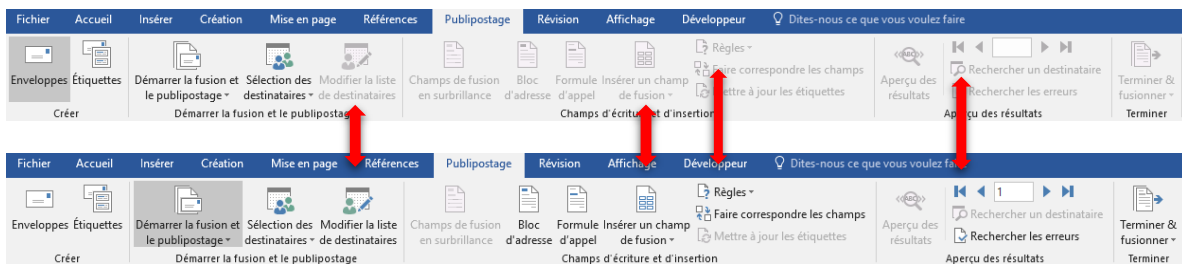 Fichier Accueil Insérer Création Mise en page Références Publipostage Révision Affichage Développeur Dites-nous ce que vous voulez faire
Enveloppes Étiquettes Démarrer la fusion et le publipostage Sélection des destinataires Modifier la liste de destinataires Champs de fusion en surbrillance Bloc d'adresse Formule d'appel Insérer un champ de fusion
Règles
Faire correspondre les champs
Mettre à jour les étiquettes
«ABC»
Aperçu des résultats
Rechercher un destinataire
Rechercher les erreurs
Terminer & fusionner
Créer Démarrer la fusion et le publipostage Champs d'écriture et d'insertion Aperçu des résultats Terminer
Fichier Accueil Insérer Création Mise en page Références Publipostage Révision Affichage Développeur Dites-nous ce que vous voulez faire
Enveloppes Étiquettes Démarrer la fusion et le publipostage Sélection des destinataires Modifier la liste de destinataires Champs de fusion en surbrillance Bloc d'adresse Formule d'appel Insérer un champ de fusion
Règles
Faire correspondre les champs
Mettre à jour les étiquettes
«ABC»
Aperçu des résultats
1
Rechercher un destinataire
Rechercher les erreurs
Terminer & fusionner
Créer Démarrer la fusion et le publipostage Champs d'écriture et d'insertion Aperçu des résultats Terminer